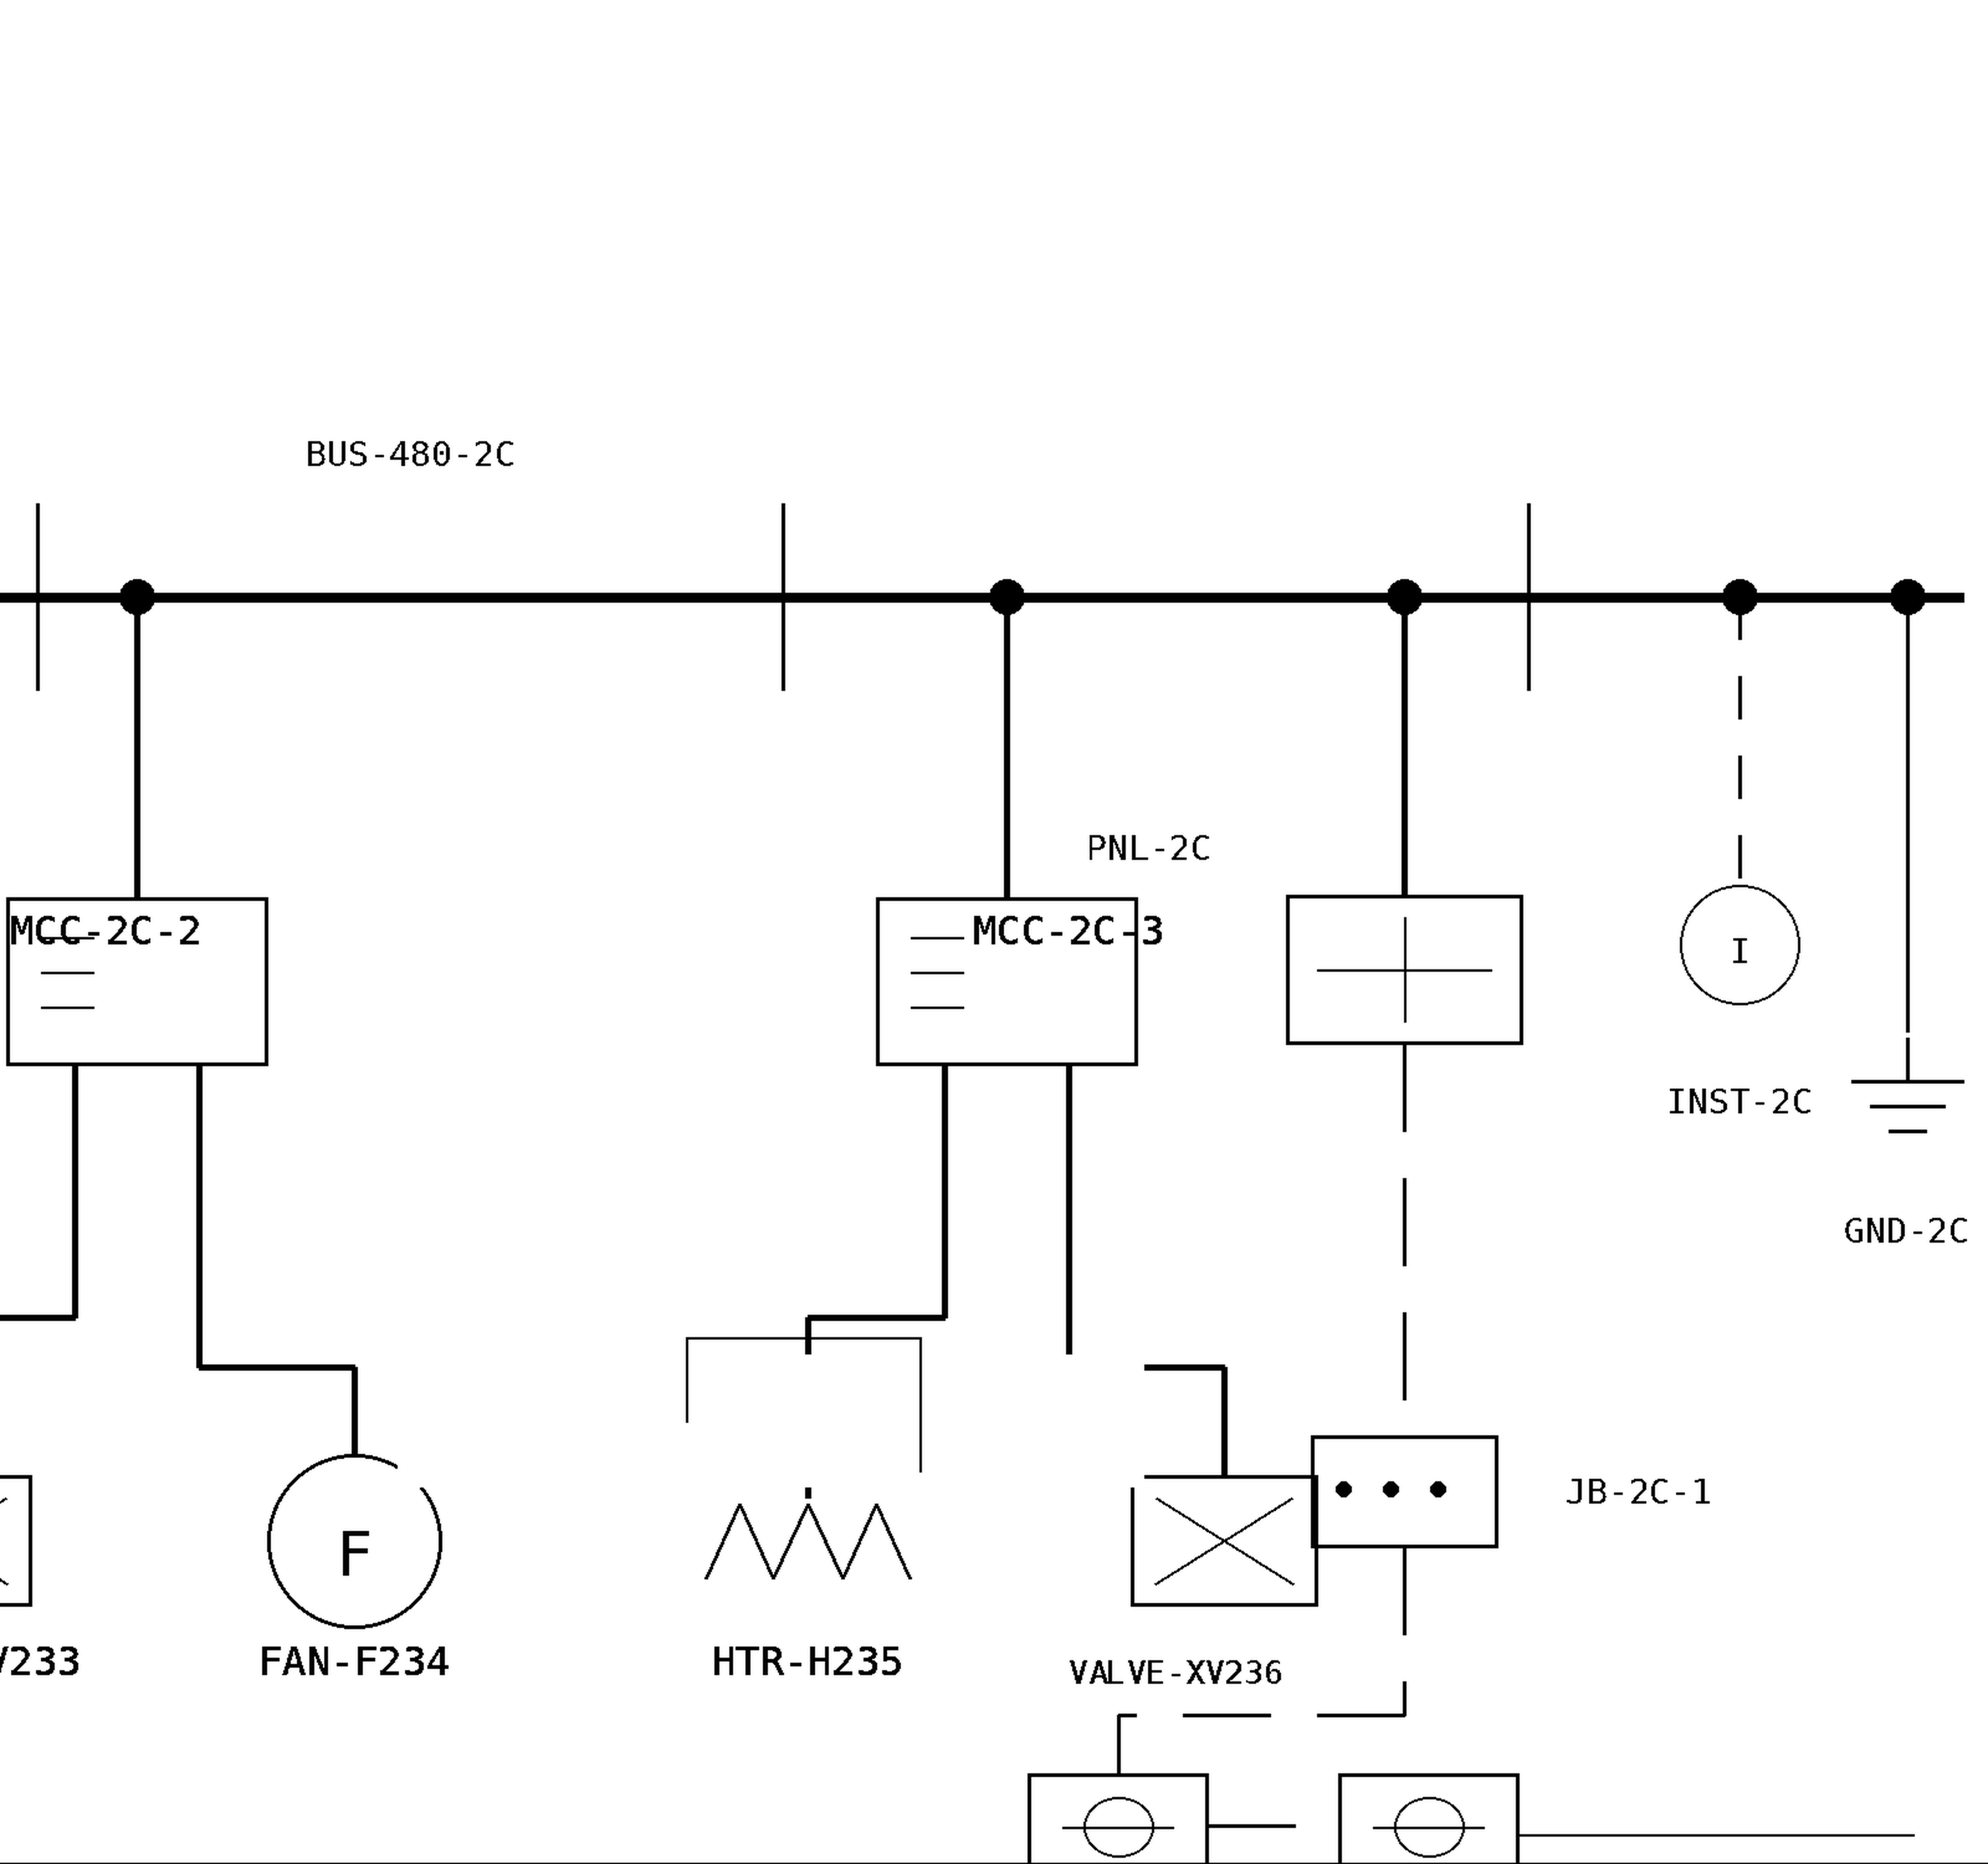 BUS-480-2C
PNL-2C
MCC-2C-2
MCC-2C-3
I
INST-2C
GND-2C
JB-2C-1
F
V233
FAN-F234
HTR-H235
VALVE-XV236